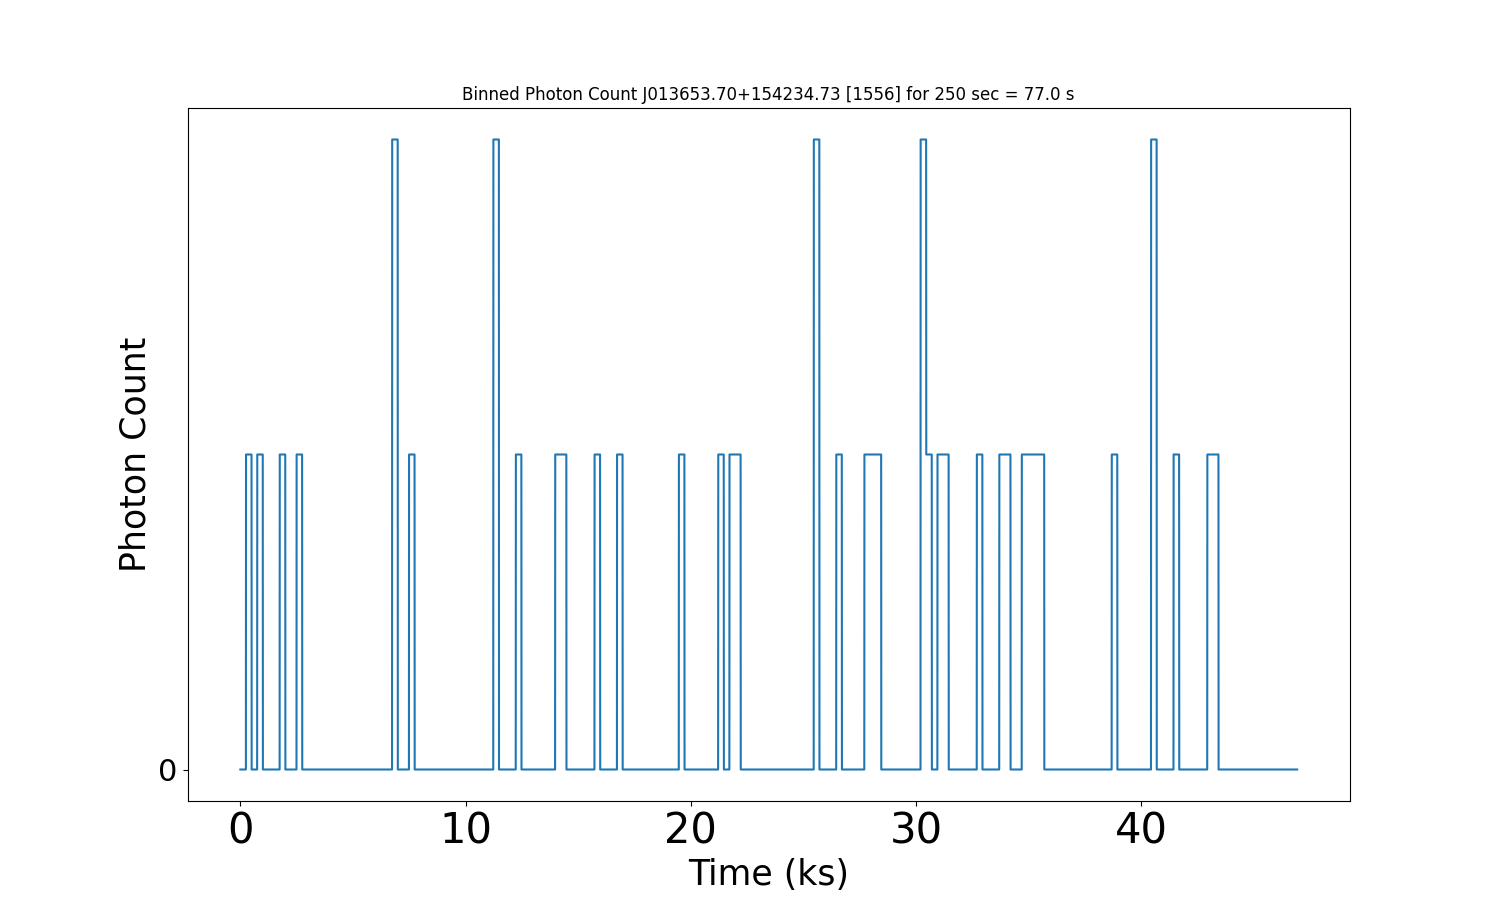 Binned Photon Count J013653.70+154234.73 [1556] for 250 sec = 77.0 s
Photon Count
0
0 10 20 30 40
Time (ks)